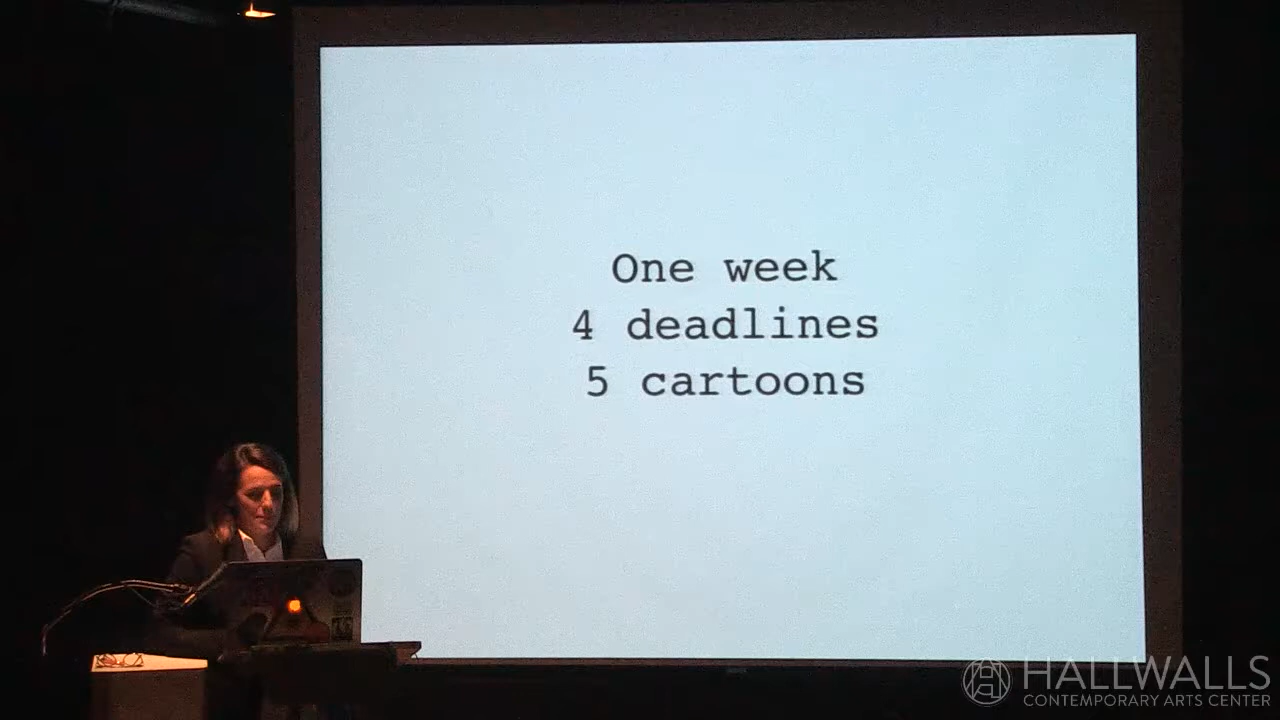 One week
4 deadlines
5 cartoons
HALLWALLS
CONTEMPORARY ARTS CENTER